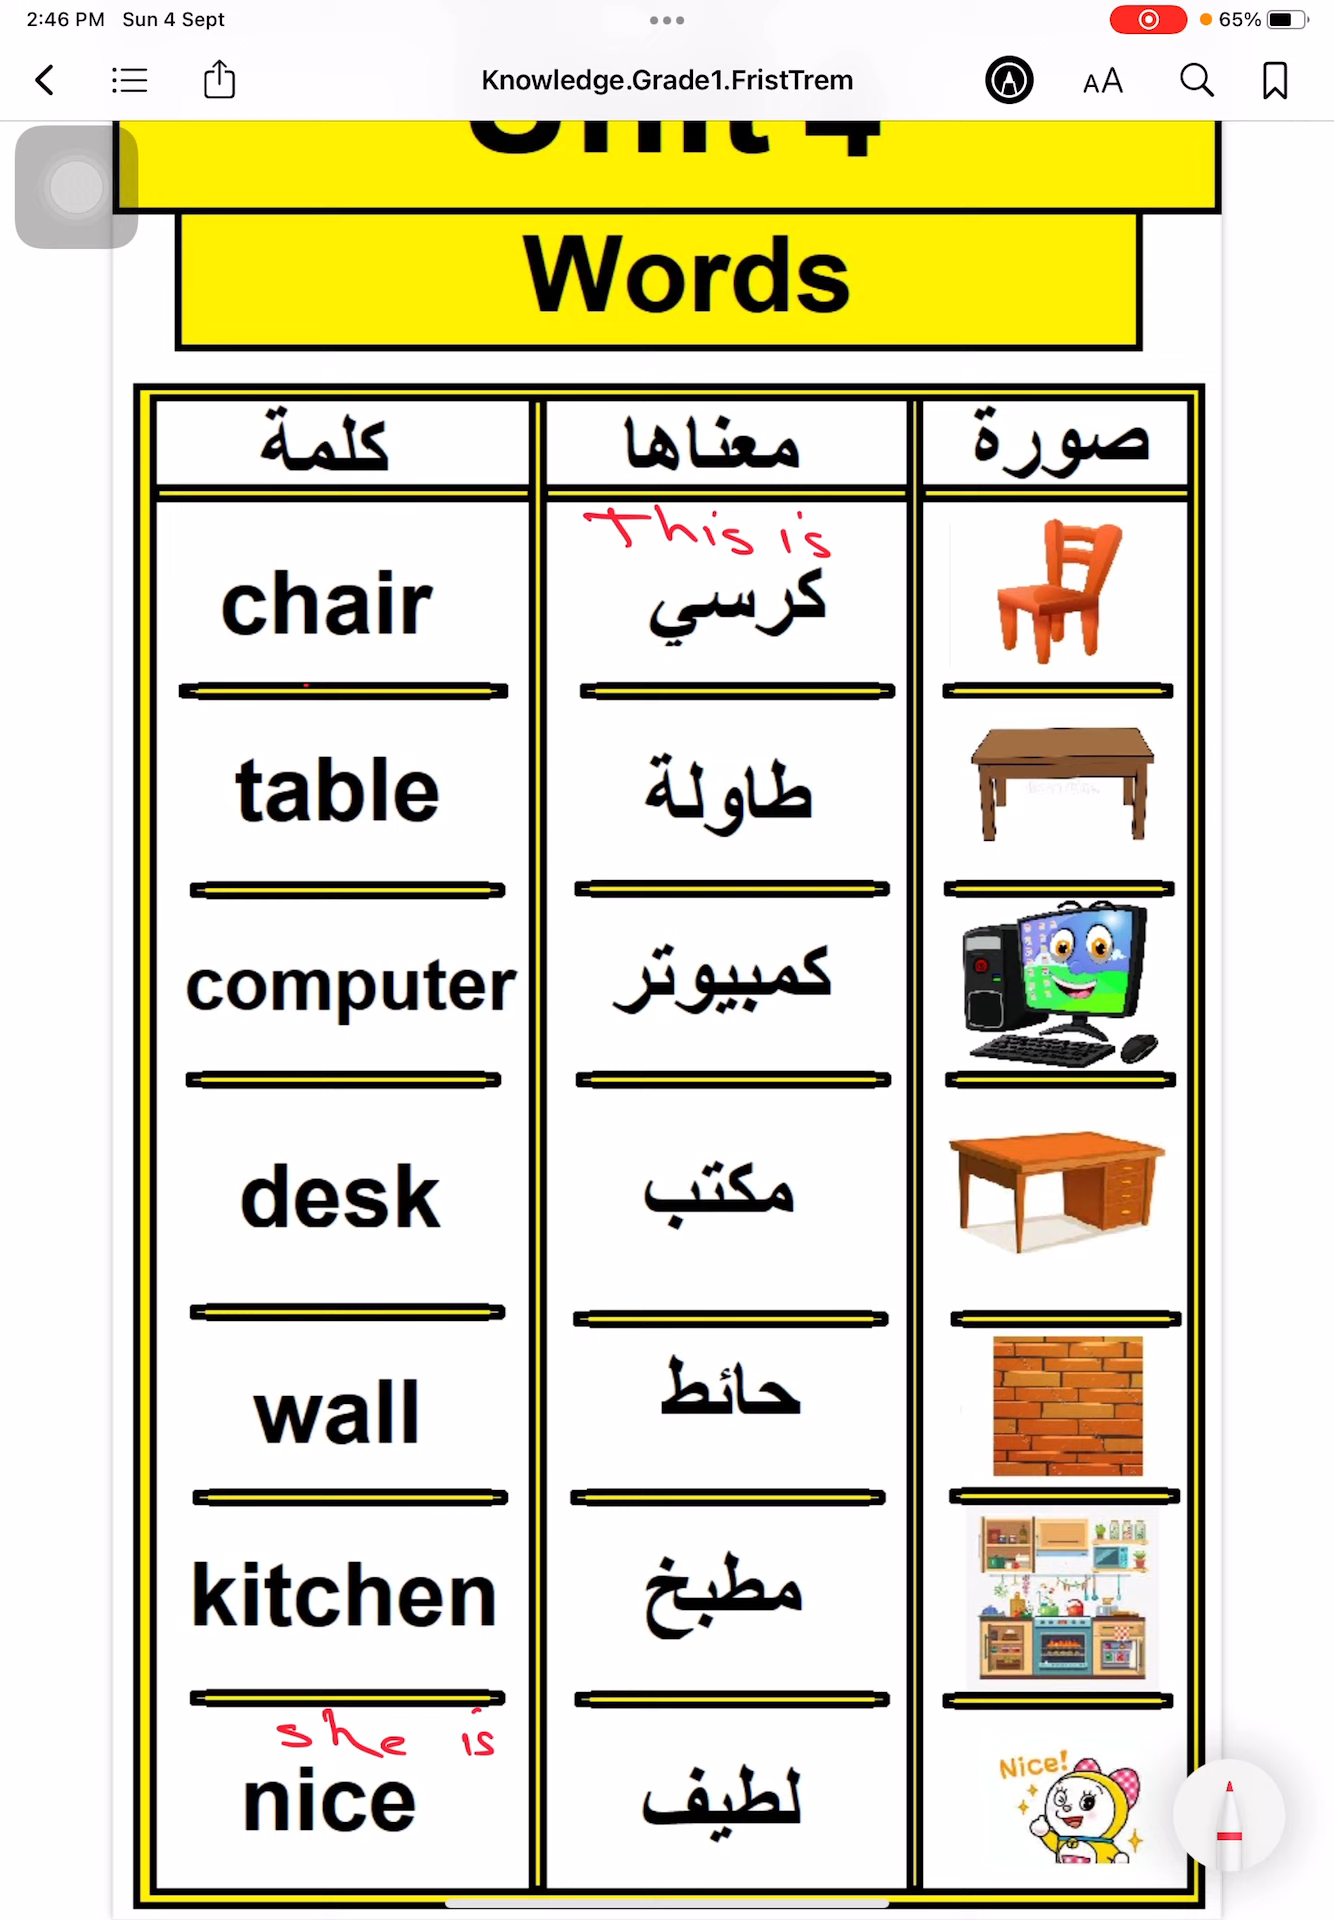 2:46 PM Sun 4 Sept
65%
Knowledge.Grade1.FristTrem
AA
Unit 4
Words
كلمة معناها صورة
This is
chair كرسي
table طاولة
computer كمبيوتر
desk مكتب
wall حائط
kitchen مطبخ
she is
nice لطيف
Nice!